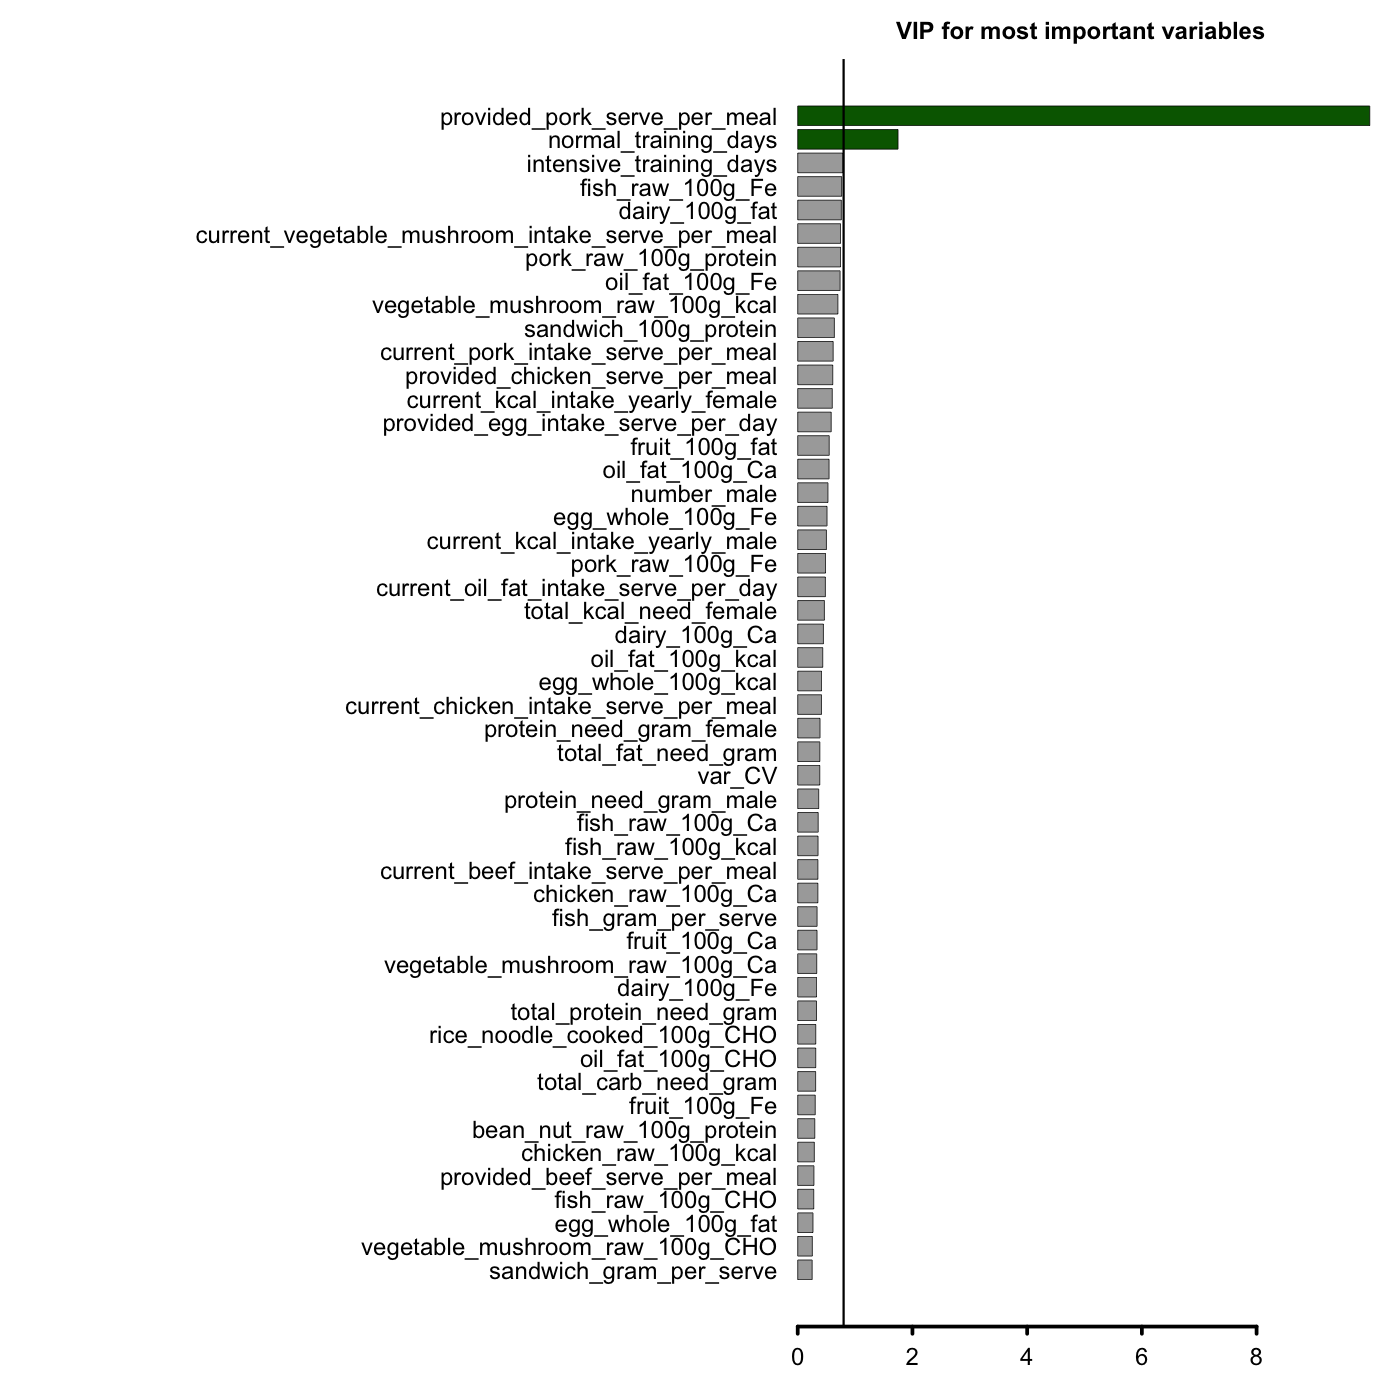 VIP for most important variables
provided_pork_serve_per_meal
normal_training_days
intensive_training_days
fish_raw_100g_Fe
dairy_100g_fat
current_vegetable_mushroom_intake_serve_per_meal
pork_raw_100g_protein
oil_fat_100g_Fe
vegetable_mushroom_raw_100g_kcal
sandwich_100g_protein
current_pork_intake_serve_per_meal
provided_chicken_serve_per_meal
current_kcal_intake_yearly_female
provided_egg_intake_serve_per_day
fruit_100g_fat
oil_fat_100g_Ca
number_male
egg_whole_100g_Fe
current_kcal_intake_yearly_male
pork_raw_100g_Fe
current_oil_fat_intake_serve_per_day
total_kcal_need_female
dairy_100g_Ca
oil_fat_100g_kcal
egg_whole_100g_kcal
current_chicken_intake_serve_per_meal
protein_need_gram_female
total_fat_need_gram
var_CV
protein_need_gram_male
fish_raw_100g_Ca
fish_raw_100g_kcal
current_beef_intake_serve_per_meal
chicken_raw_100g_Ca
fish_gram_per_serve
fruit_100g_Ca
vegetable_mushroom_raw_100g_Ca
dairy_100g_Fe
total_protein_need_gram
rice_noodle_cooked_100g_CHO
oil_fat_100g_CHO
total_carb_need_gram
fruit_100g_Fe
bean_nut_raw_100g_protein
chicken_raw_100g_kcal
provided_beef_serve_per_meal
fish_raw_100g_CHO
egg_whole_100g_fat
vegetable_mushroom_raw_100g_CHO
sandwich_gram_per_serve
0 2 4 6 8